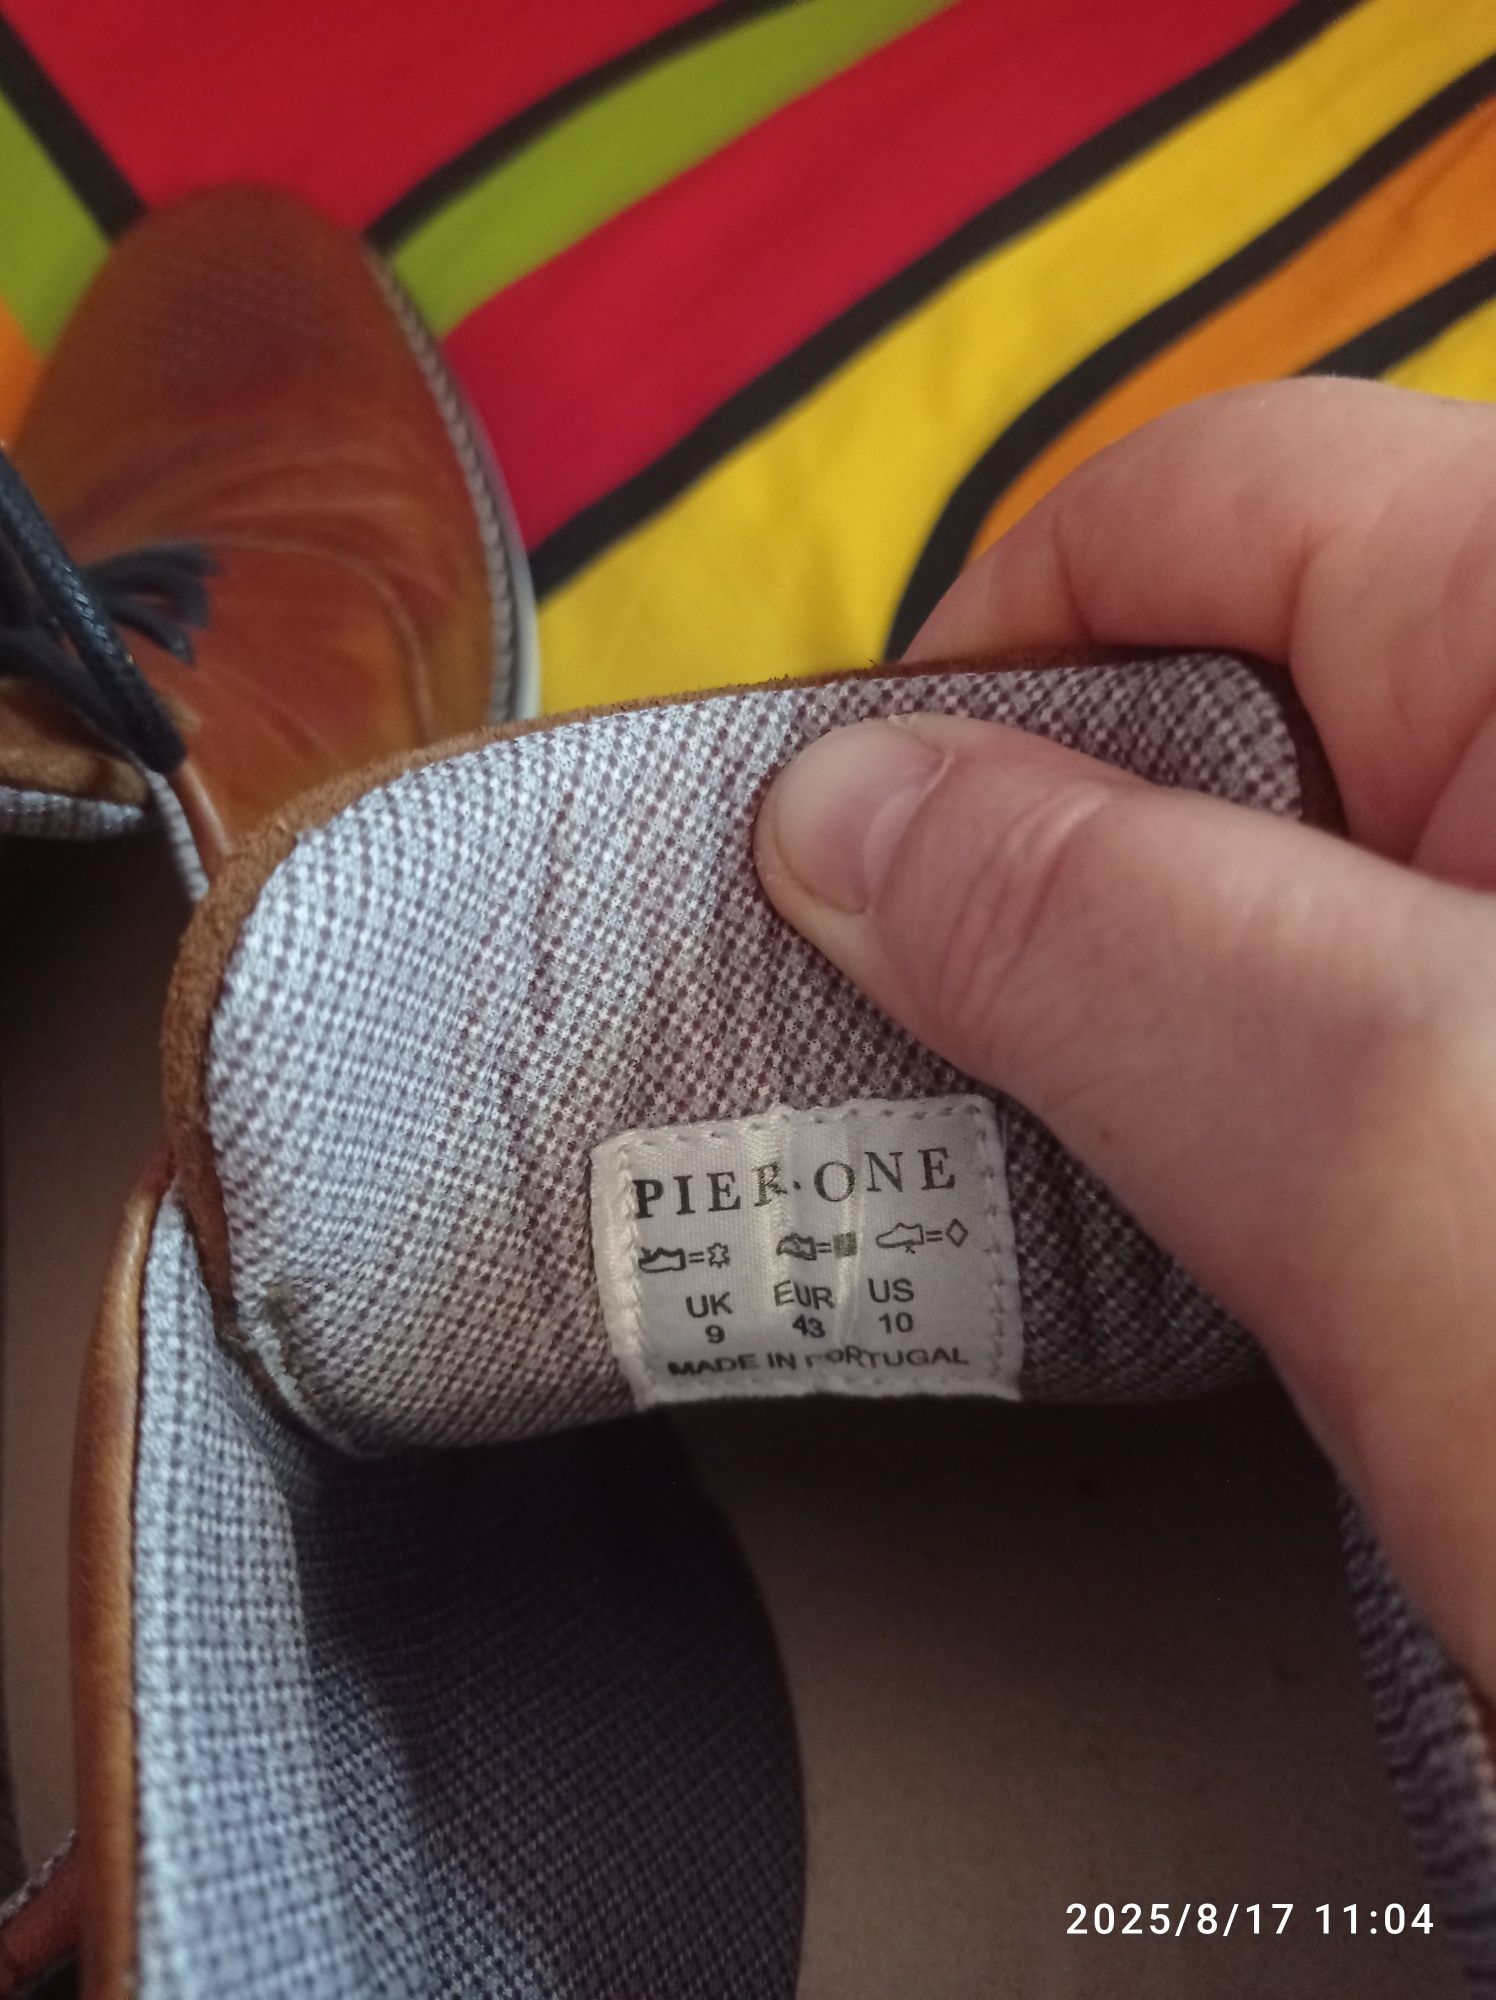 PIER·ONE
UK EUR US
9 43 10
MADE IN PORTUGAL
2025/8/17 11:04